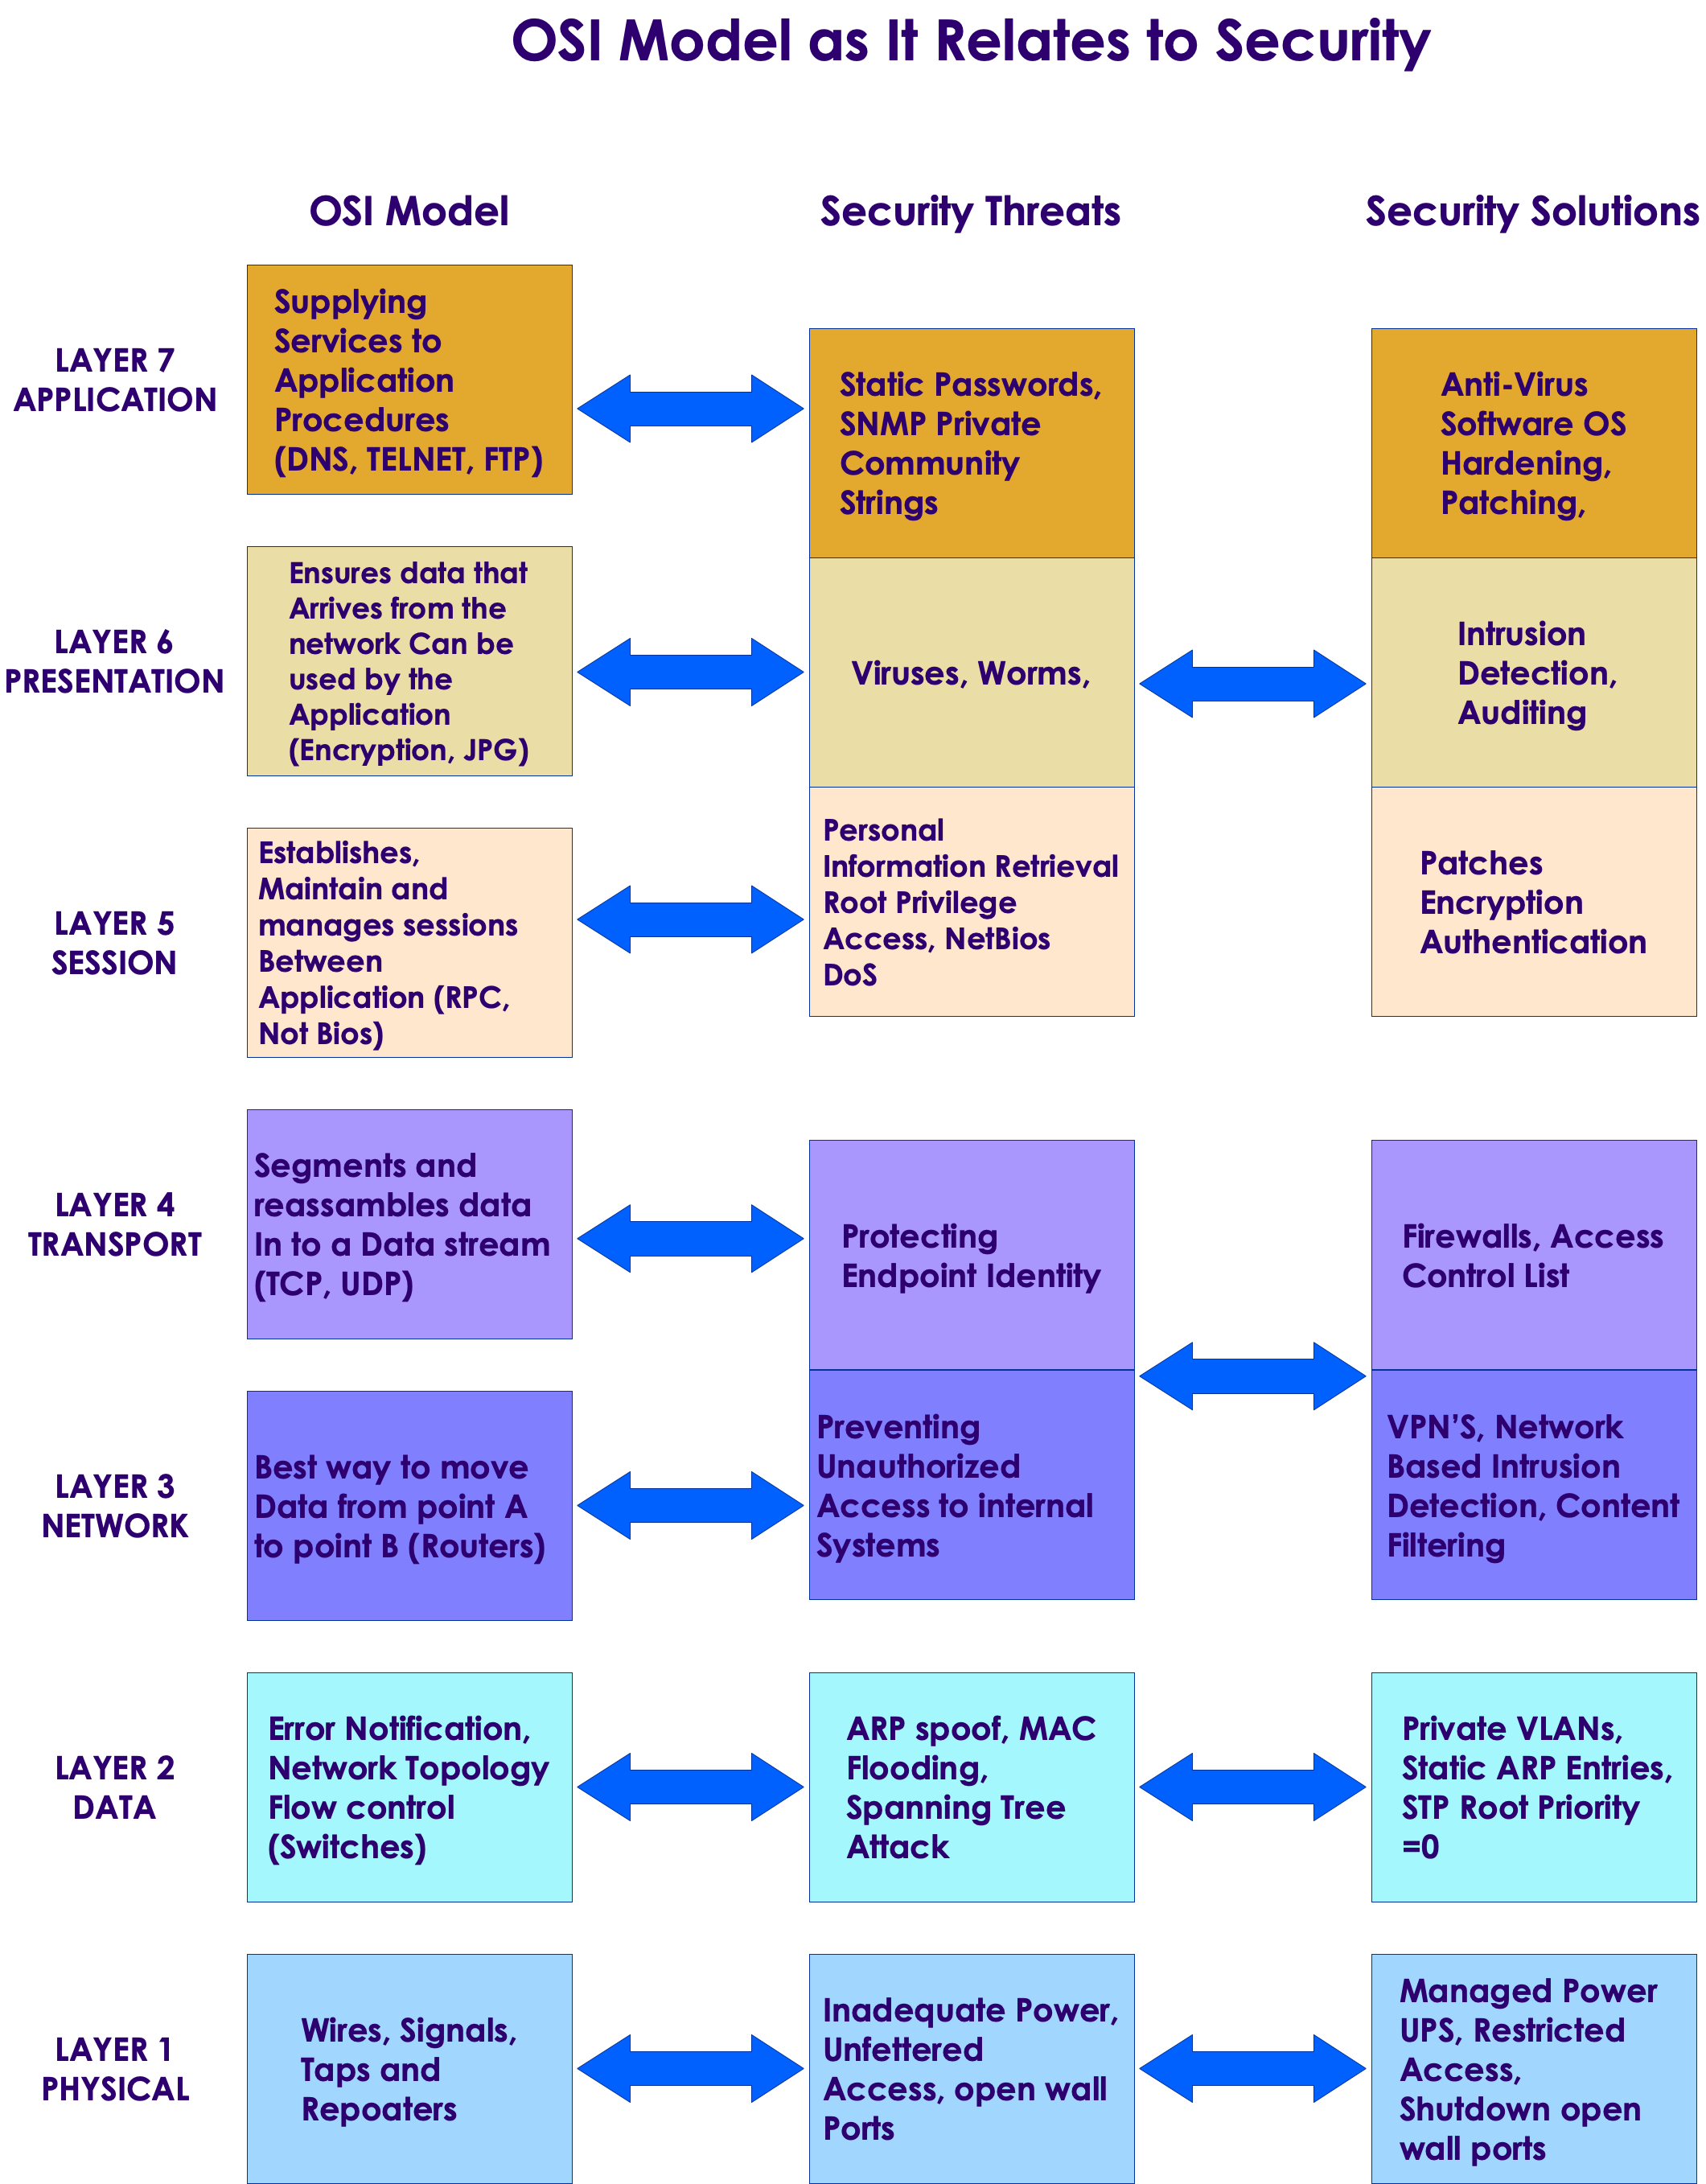 OSI Model as It Relates to Security
OSI Model
Security Threats
Security Solutions
LAYER 7
APPLICATION
Supplying
Services to
Application
Procedures
(DNS, TELNET, FTP)
Static Passwords,
SNMP Private
Community
Strings
Anti-Virus
Software OS
Hardening,
Patching,
LAYER 6
PRESENTATION
Ensures data that
Arrives from the
network Can be
used by the
Application
(Encryption, JPG)
Viruses, Worms,
Intrusion
Detection,
Auditing
LAYER 5
SESSION
Establishes,
Maintain and
manages sessions
Between
Application (RPC,
Not Bios)
Personal
Information Retrieval
Root Privilege
Access, NetBios
DoS
Patches
Encryption
Authentication
LAYER 4
TRANSPORT
Segments and
reassambles data
In to a Data stream
(TCP, UDP)
Protecting
Endpoint Identity
Firewalls, Access
Control List
LAYER 3
NETWORK
Best way to move
Data from point A
to point B (Routers)
Preventing
Unauthorized
Access to internal
Systems
VPN’S, Network
Based Intrusion
Detection, Content
Filtering
LAYER 2
DATA
Error Notification,
Network Topology
Flow control
(Switches)
ARP spoof, MAC
Flooding,
Spanning Tree
Attack
Private VLANs,
Static ARP Entries,
STP Root Priority
=0
LAYER 1
PHYSICAL
Wires, Signals,
Taps and
Repoaters
Inadequate Power,
Unfettered
Access, open wall
Ports
Managed Power
UPS, Restricted
Access,
Shutdown open
wall ports